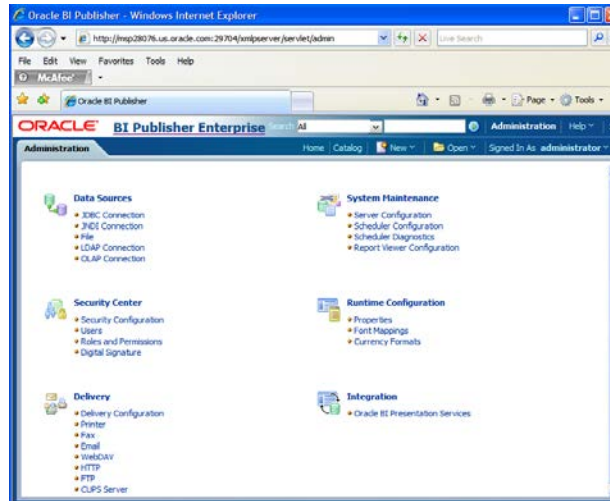 Oracle BI Publisher - Windows Internet Explorer
http://msp28076.us.oracle.com:29704/xmlpserver/servlet/admin
Live Search
File Edit View Favorites Tools Help
McAfee
Oracle BI Publisher
Page Tools
ORACLE BI Publisher Enterprise Search All Administration Help
Administration Home Catalog New Open Signed In As administrator
Data Sources
JDBC Connection
JNDI Connection
File
LDAP Connection
OLAP Connection
System Maintenance
Server Configuration
Scheduler Configuration
Scheduler Diagnostics
Report Viewer Configuration
Security Center
Security Configuration
Users
Roles and Permissions
Digital Signature
Runtime Configuration
Properties
Font Mappings
Currency Formats
Delivery
Delivery Configuration
Printer
Fax
Email
WebDAV
HTTP
FTP
CUPS Server
Integration
Oracle BI Presentation Services